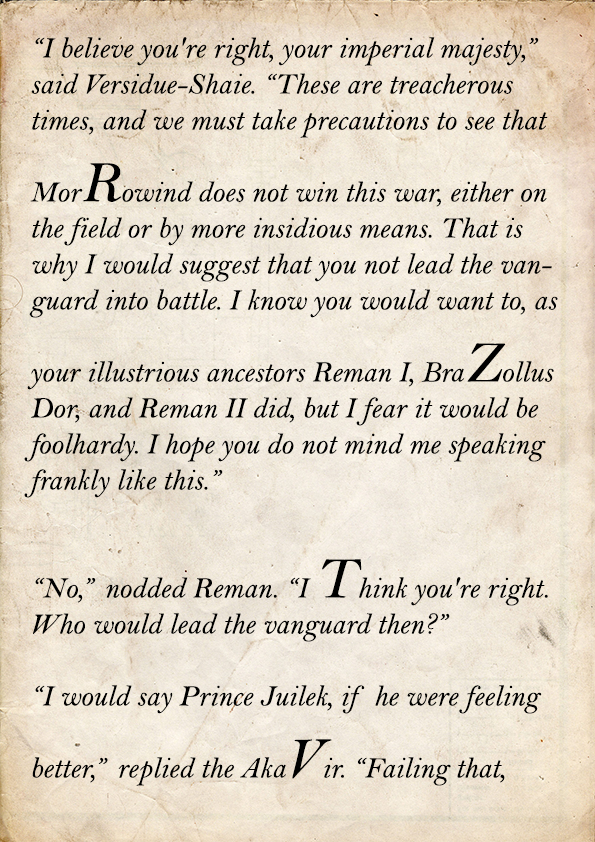 “I believe you're right, your imperial majesty,”
said Versidue-Shaie. “These are treacherous
times, and we must take precautions to see that
MorRowind does not win this war, either on
the field or by more insidious means. That is
why I would suggest that you not lead the van-
guard into battle. I know you would want to, as
your illustrious ancestors Reman I, BraZollus
Dor, and Reman II did, but I fear it would be
foolhardy. I hope you do not mind me speaking
frankly like this.”
“No,” nodded Reman. “I Think you're right.
Who would lead the vanguard then?”
“I would say Prince Juilek, if he were feeling
better,” replied the AkaVir. “Failing that,